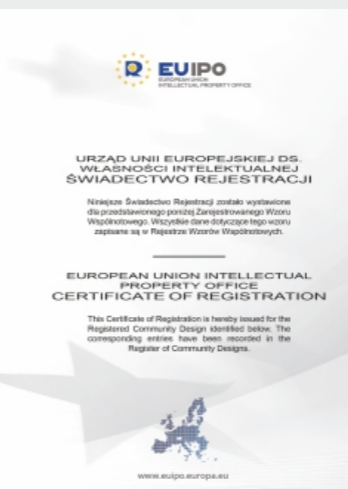 EUIPO
EUROPEAN UNION
INTELLECTUAL PROPERTY OFFICE
URZĄD UNII EUROPEJSKIEJ DS.
WŁASNOŚCI INTELEKTUALNEJ
ŚWIADECTWO REJESTRACJI
Niniejsze Świadectwo Rejestracji zostało wystawione
dla przedstawionego poniżej Zarejestrowanego Wzoru
Wspólnotowego. Wszystkie dane dotyczące tego wzoru
zapisane są w Rejestrze Wzorów Wspólnotowych.
EUROPEAN UNION INTELLECTUAL
PROPERTY OFFICE
CERTIFICATE OF REGISTRATION
This Certificate of Registration is hereby issued for the
Registered Community Design identified below. The
corresponding entries have been recorded in the
Register of Community Designs.
www.euipo.europa.eu